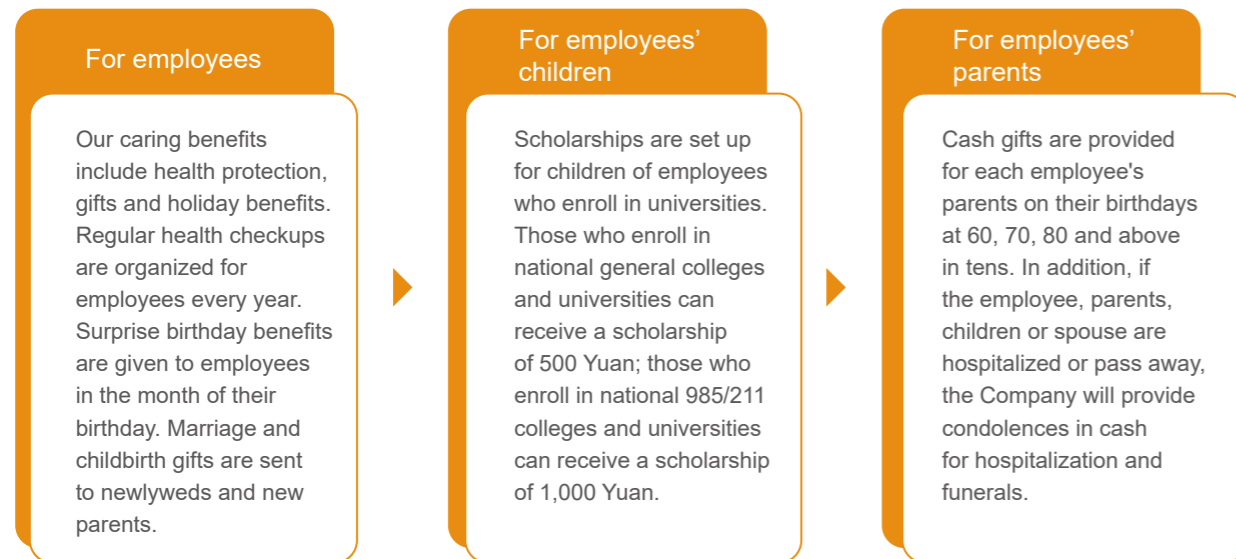 For employees
Our caring benefits
include health protection,
gifts and holiday benefits.
Regular health checkups
are organized for
employees every year.
Surprise birthday benefits
are given to employees
in the month of their
birthday. Marriage and
childbirth gifts are sent
to newlyweds and new
parents.
For employees’
children
Scholarships are set up
for children of employees
who enroll in universities.
Those who enroll in
national general colleges
and universities can
receive a scholarship
of 500 Yuan; those who
enroll in national 985/211
colleges and universities
can receive a scholarship
of 1,000 Yuan.
For employees’
parents
Cash gifts are provided
for each employee's
parents on their birthdays
at 60, 70, 80 and above
in tens. In addition, if
the employee, parents,
children or spouse are
hospitalized or pass away,
the Company will provide
condolences in cash
for hospitalization and
funerals.